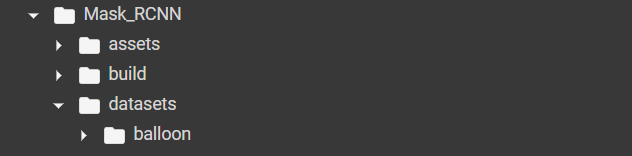 Mask_RCNN
assets
build
datasets
balloon